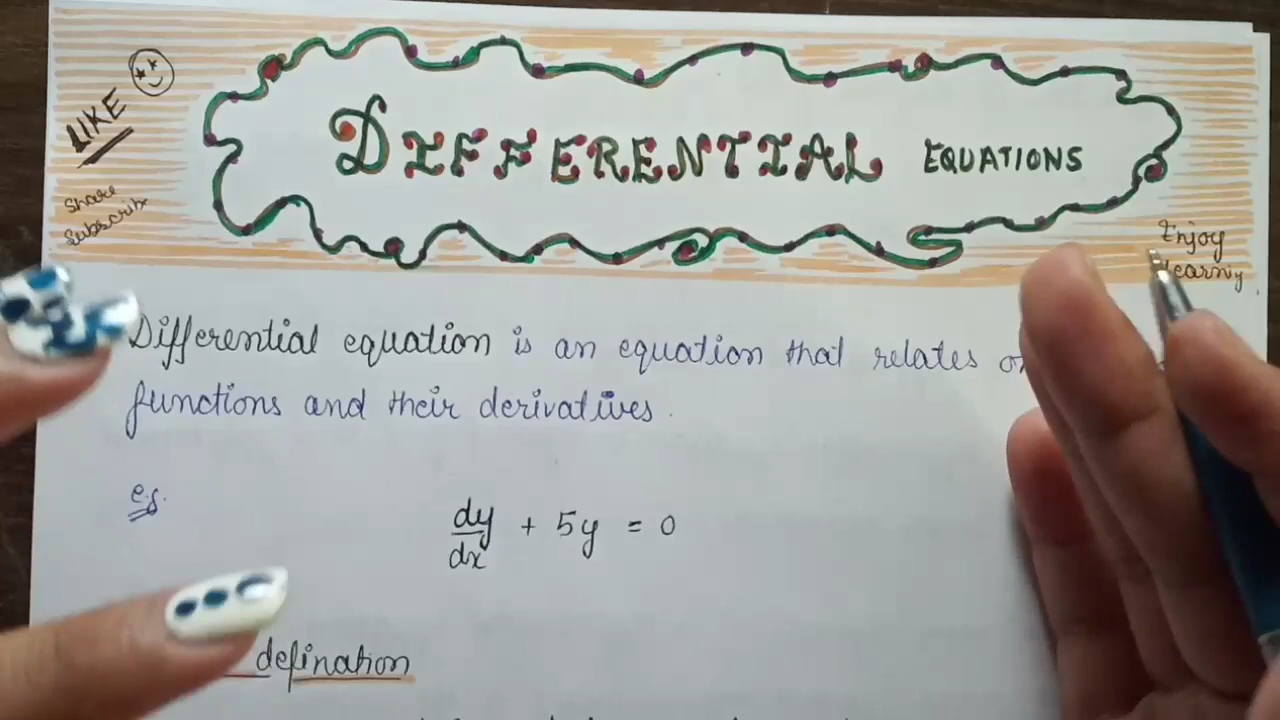 LIKE
Share
Subscribe
DIFFERENTIAL EQUATIONS
Enjoy
Learning
Differential equation is an equation that relates
functions and their derivatives.
e.g.
dy/dx + 5y = 0
defination